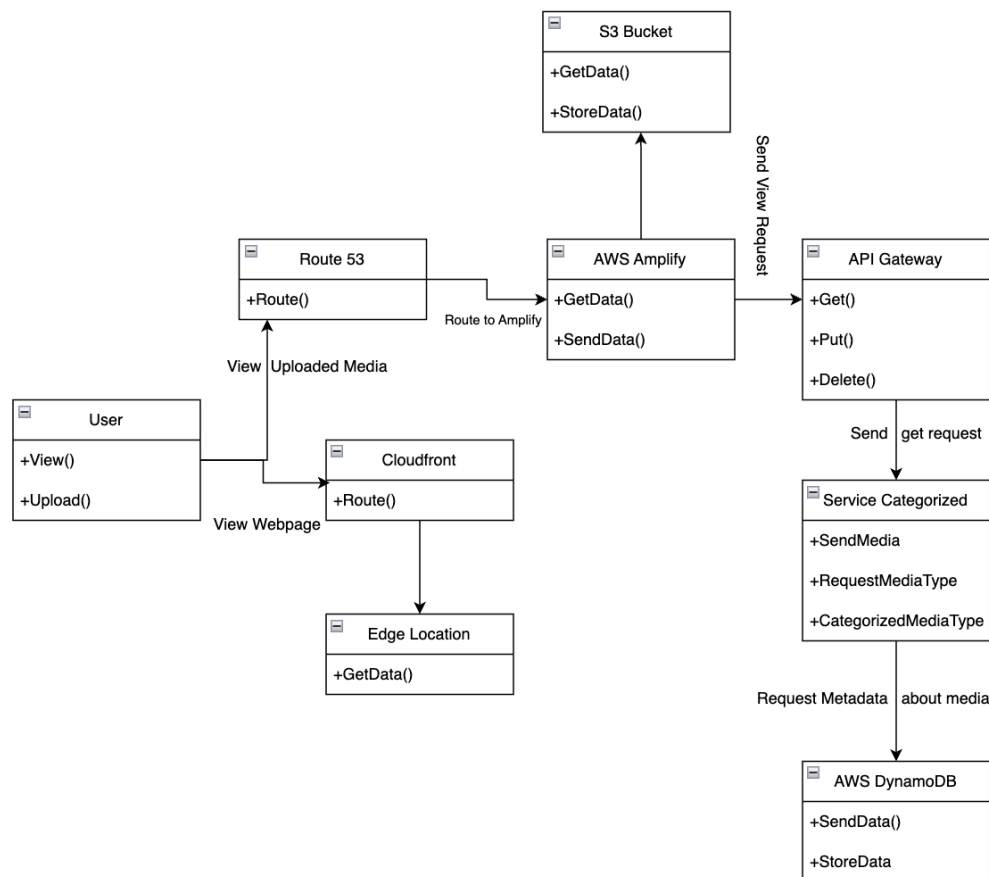 S3 Bucket
+GetData()
+StoreData()
Send View Request
Route 53
+Route()
AWS Amplify
+GetData()
+SendData()
API Gateway
+Get()
+Put()
+Delete()
Route to Amplify
View Uploaded Media
User
+View()
+Upload()
Cloudfront
+Route()
View Webpage
Send get request
Service Categorized
+SendMedia
+RequestMediaType
+CategorizedMediaType
Edge Location
+GetData()
Request Metadata about media
AWS DynamoDB
+SendData()
+StoreData